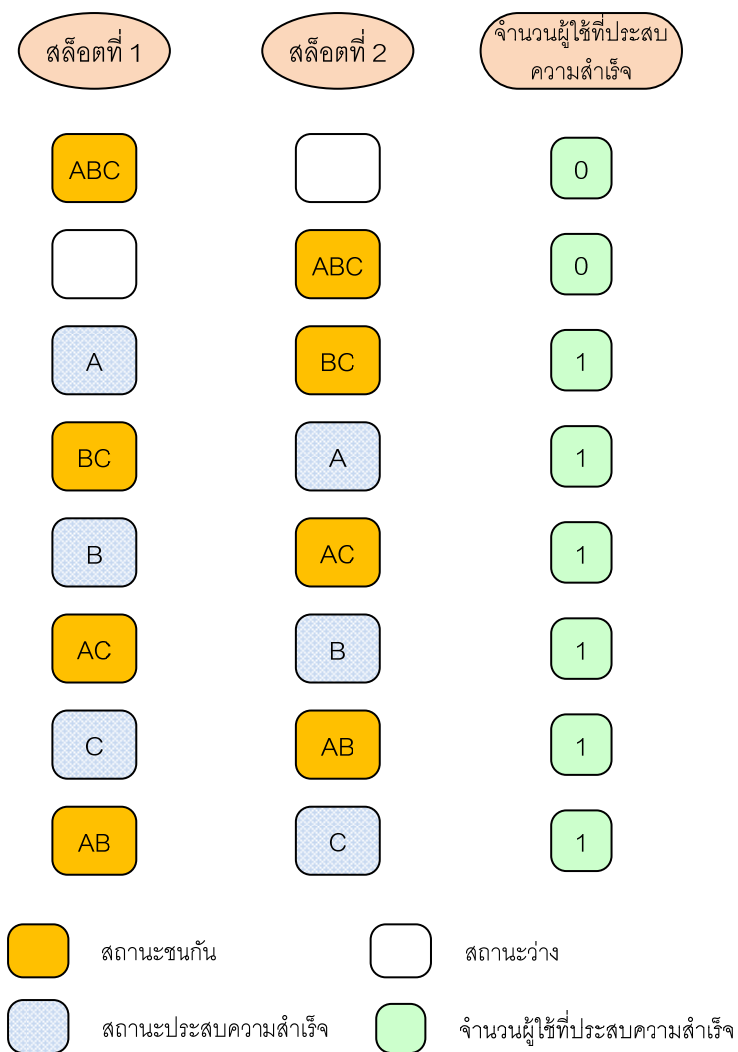 สล็อตที่ 1
สล็อตที่ 2
จำนวนผู้ใช้ที่ประสบ
ความสำเร็จ
ABC
0
ABC
0
A
BC
1
BC
A
1
B
AC
1
AC
B
1
C
AB
1
AB
C
1
สถานะชนกัน
สถานะว่าง
สถานะประสบความสำเร็จ
จำนวนผู้ใช้ที่ประสบความสำเร็จ